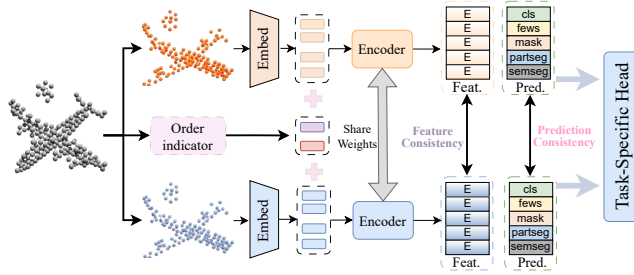 Embed
Encoder
E
E
E
E
E
Feat.
cls
fews
mask
partseg
semseg
Pred.
Order
indicator
Share
Weights
Feature
Consistency
Prediction
Consistency
Task-Specific Head
Embed
Encoder
E
E
E
E
E
Feat.
cls
fews
mask
partseg
semseg
Pred.